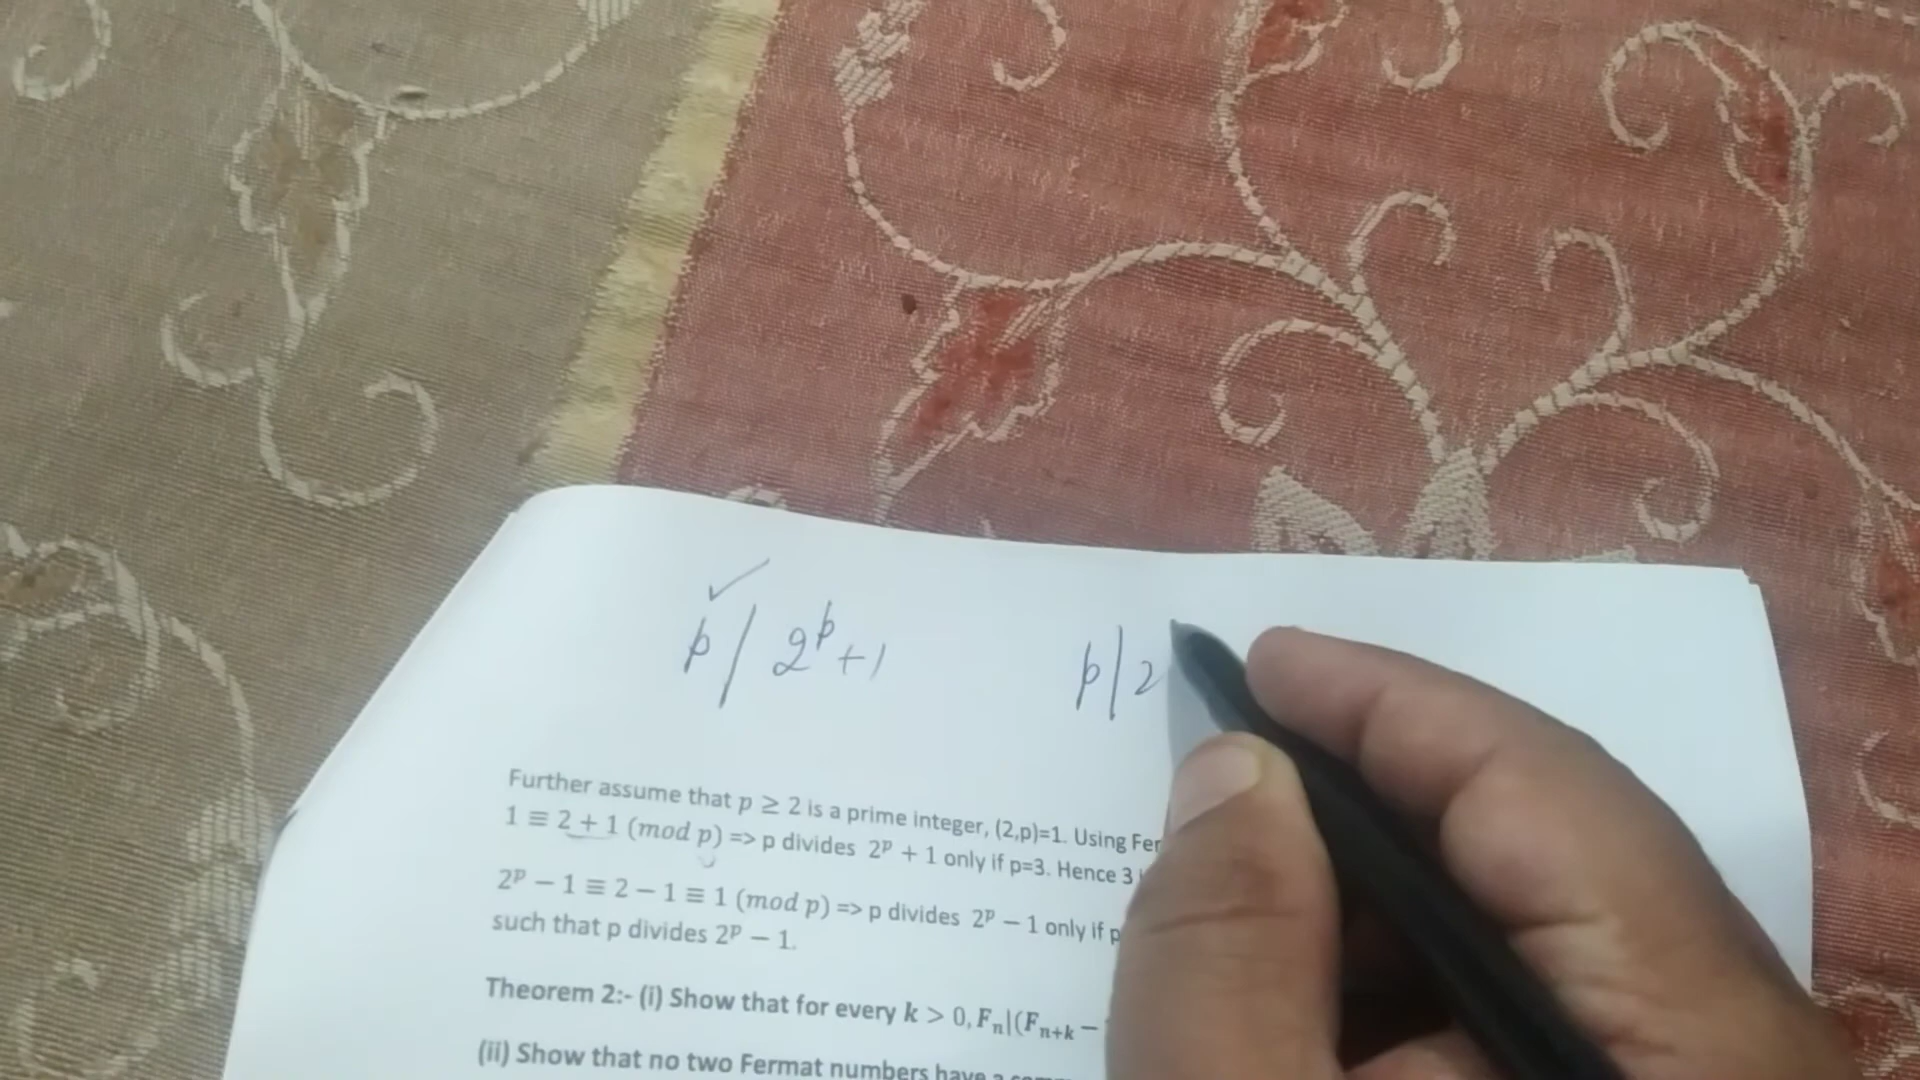 ✓
p / 2^p + 1 p | 2
Further assume that p ≥ 2 is a prime integer, (2,p)=1. Using Fer
1 ≡ 2 + 1 (mod p) => p divides 2^p + 1 only if p=3. Hence 3
2^p − 1 ≡ 2 − 1 ≡ 1 (mod p) => p divides 2^p − 1 only if p
such that p divides 2^p − 1.
Theorem 2:- (i) Show that for every k > 0, F_n|(F_{n+k} −
(ii) Show that no two Fermat numbers have a